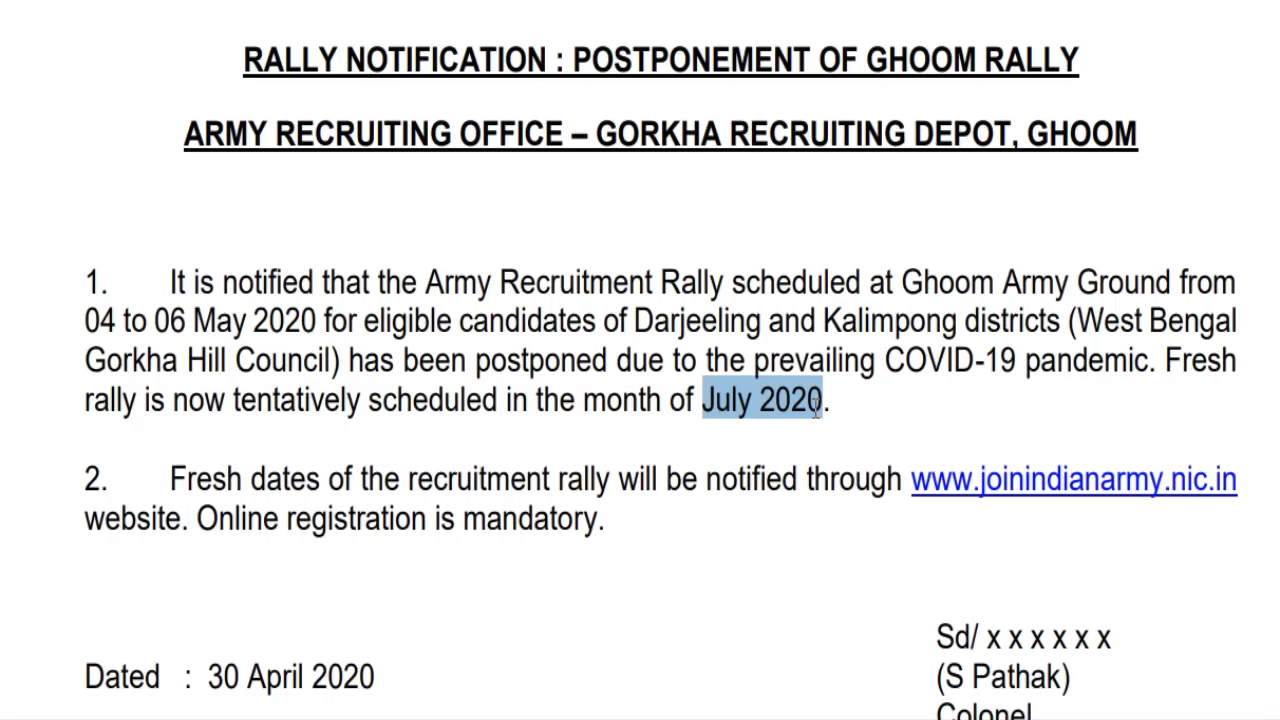 RALLY NOTIFICATION : POSTPONEMENT OF GHOOM RALLY
ARMY RECRUITING OFFICE – GORKHA RECRUITING DEPOT, GHOOM
1. It is notified that the Army Recruitment Rally scheduled at Ghoom Army Ground from
04 to 06 May 2020 for eligible candidates of Darjeeling and Kalimpong districts (West Bengal
Gorkha Hill Council) has been postponed due to the prevailing COVID-19 pandemic. Fresh
rally is now tentatively scheduled in the month of July 2020.
2. Fresh dates of the recruitment rally will be notified through www.joinindianarmy.nic.in
website. Online registration is mandatory.
Sd/ x x x x x x
Dated : 30 April 2020 (S Pathak)
Colonel